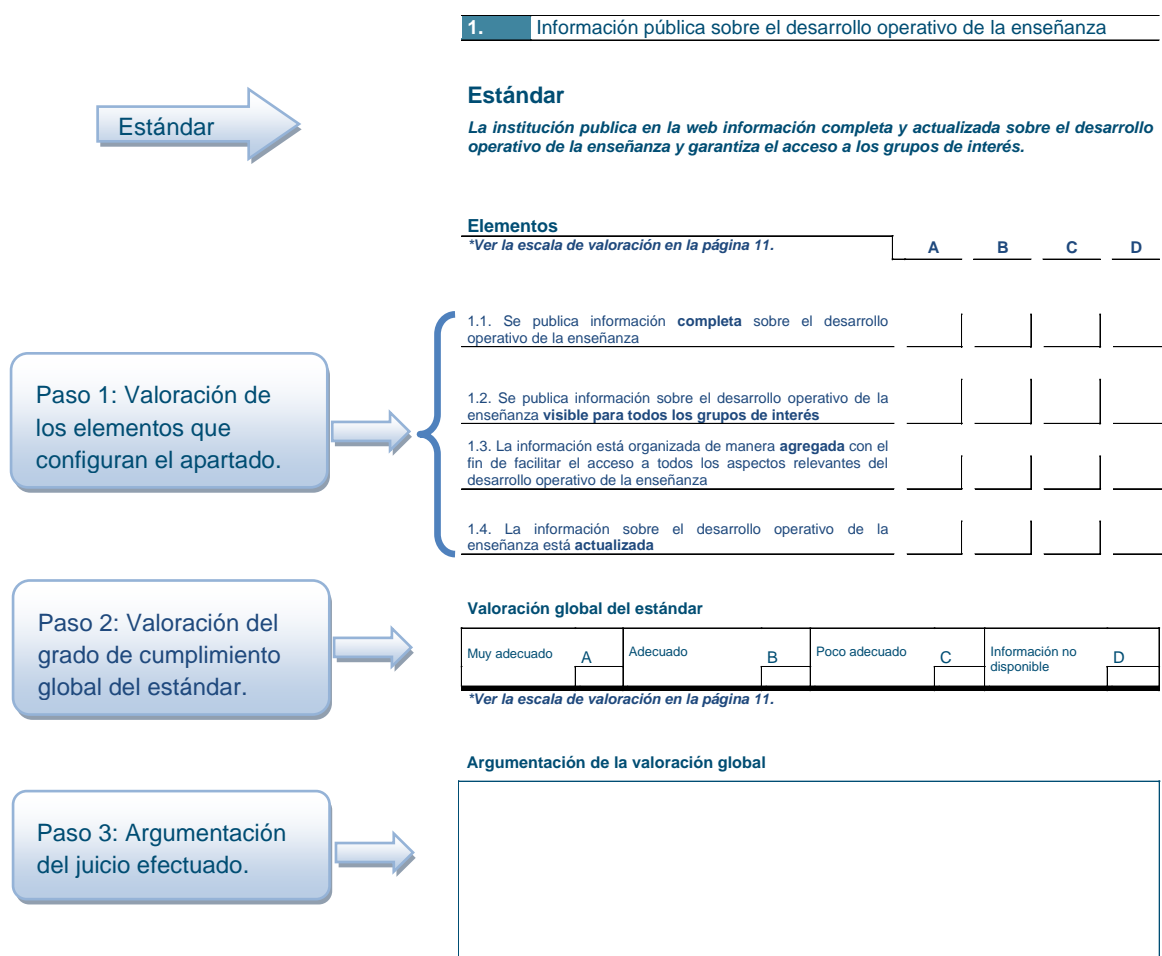 1. Información pública sobre el desarrollo operativo de la enseñanza
Estándar
Estándar
La institución publica en la web información completa y actualizada sobre el desarrollo
operativo de la enseñanza y garantiza el acceso a los grupos de interés.
Elementos
*Ver la escala de valoración en la página 11. A B C D
Paso 1: Valoración de
los elementos que
configuran el apartado.
1.1. Se publica información completa sobre el desarrollo
operativo de la enseñanza
1.2. Se publica información sobre el desarrollo operativo de la
enseñanza visible para todos los grupos de interés
1.3. La información está organizada de manera agregada con el
fin de facilitar el acceso a todos los aspectos relevantes del
desarrollo operativo de la enseñanza
1.4. La información sobre el desarrollo operativo de la
enseñanza está actualizada
Paso 2: Valoración del
grado de cumplimiento
global del estándar.
Valoración global del estándar
Muy adecuado A Adecuado B Poco adecuado C Información no
disponible D
*Ver la escala de valoración en la página 11.
Paso 3: Argumentación
del juicio efectuado.
Argumentación de la valoración global